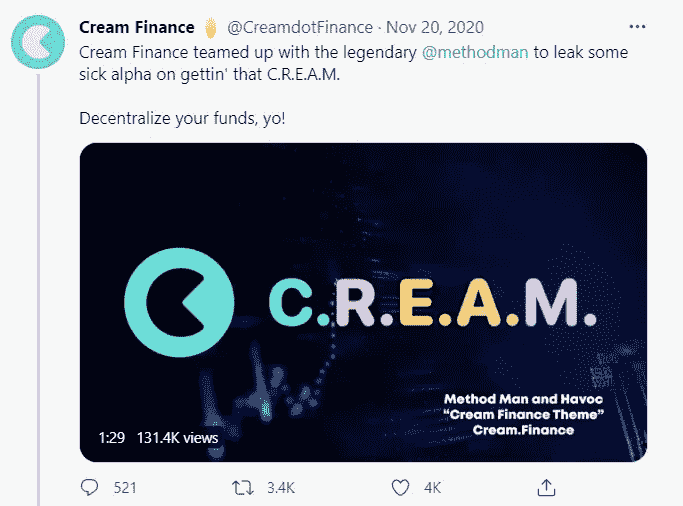 Cream Finance @CreamdotFinance · Nov 20, 2020
Cream Finance teamed up with the legendary @methodman to leak some
sick alpha on gettin' that C.R.E.A.M.
Decentralize your funds, yo!
C.R.E.A.M.
Method Man and Havoc
“Cream Finance Theme”
Cream.Finance
1:29 131.4K views
521 3.4K 4K